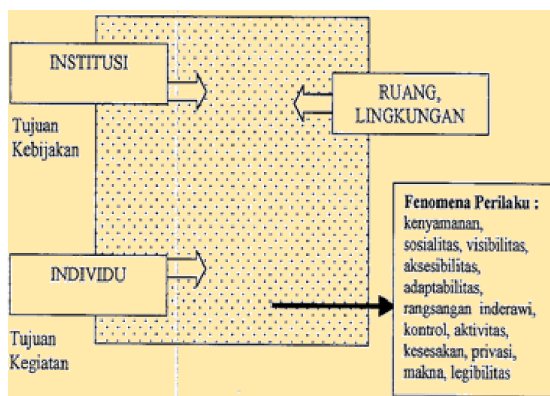 INSTITUSI
Tujuan
Kebijakan
RUANG,
LINGKUNGAN
INDIVIDU
Tujuan
Kegiatan
Fenomena Perilaku :
kenyamanan,
sosialitas, visibilitas,
aksesibilitas,
adaptabilitas,
rangsangan inderawi,
kontrol, aktivitas,
kesesakan, privasi,
makna, legibilitas